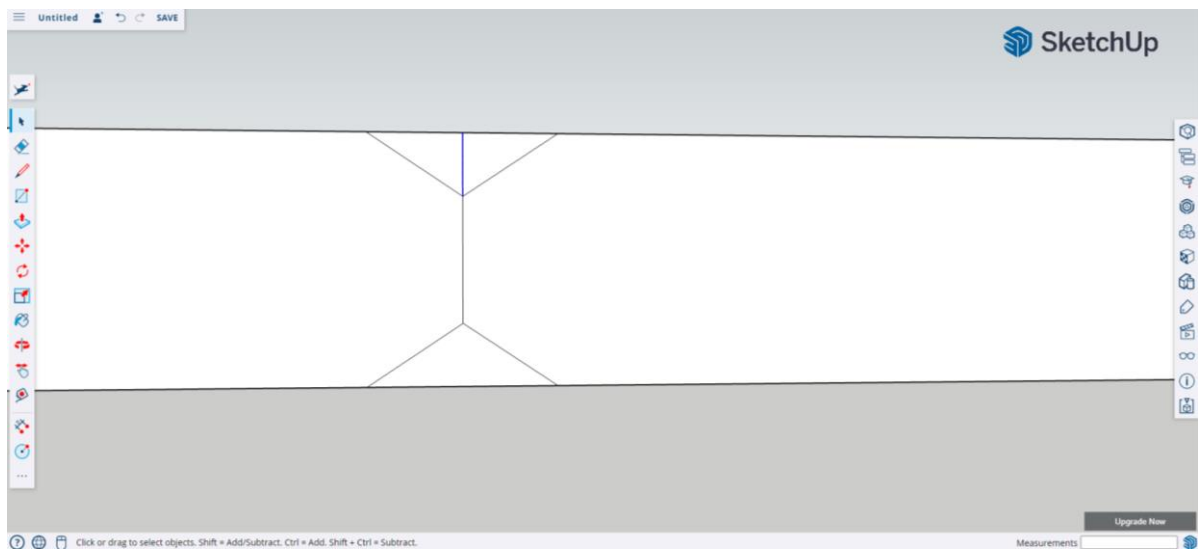 Untitled SAVE
SketchUp
Upgrade Now
Click or drag to select objects. Shift = Add/Subtract. Ctrl = Add. Shift + Ctrl = Subtract.
Measurements